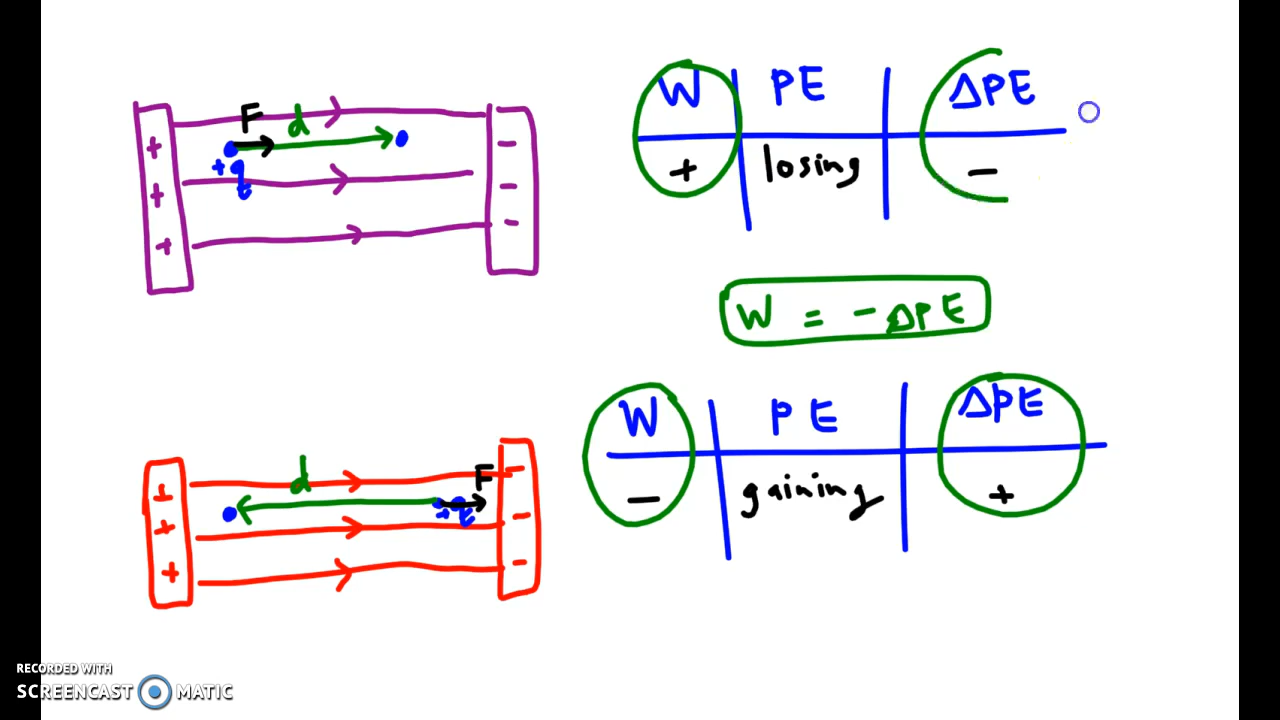 F d
+ -
+q
+ -
+ -
W PE ΔPE
+ losing -
W = - ΔPE
W PE ΔPE
- gaining +
d F
+ -
+q
+ -
+ -
RECORDED WITH
SCREENCAST MATIC